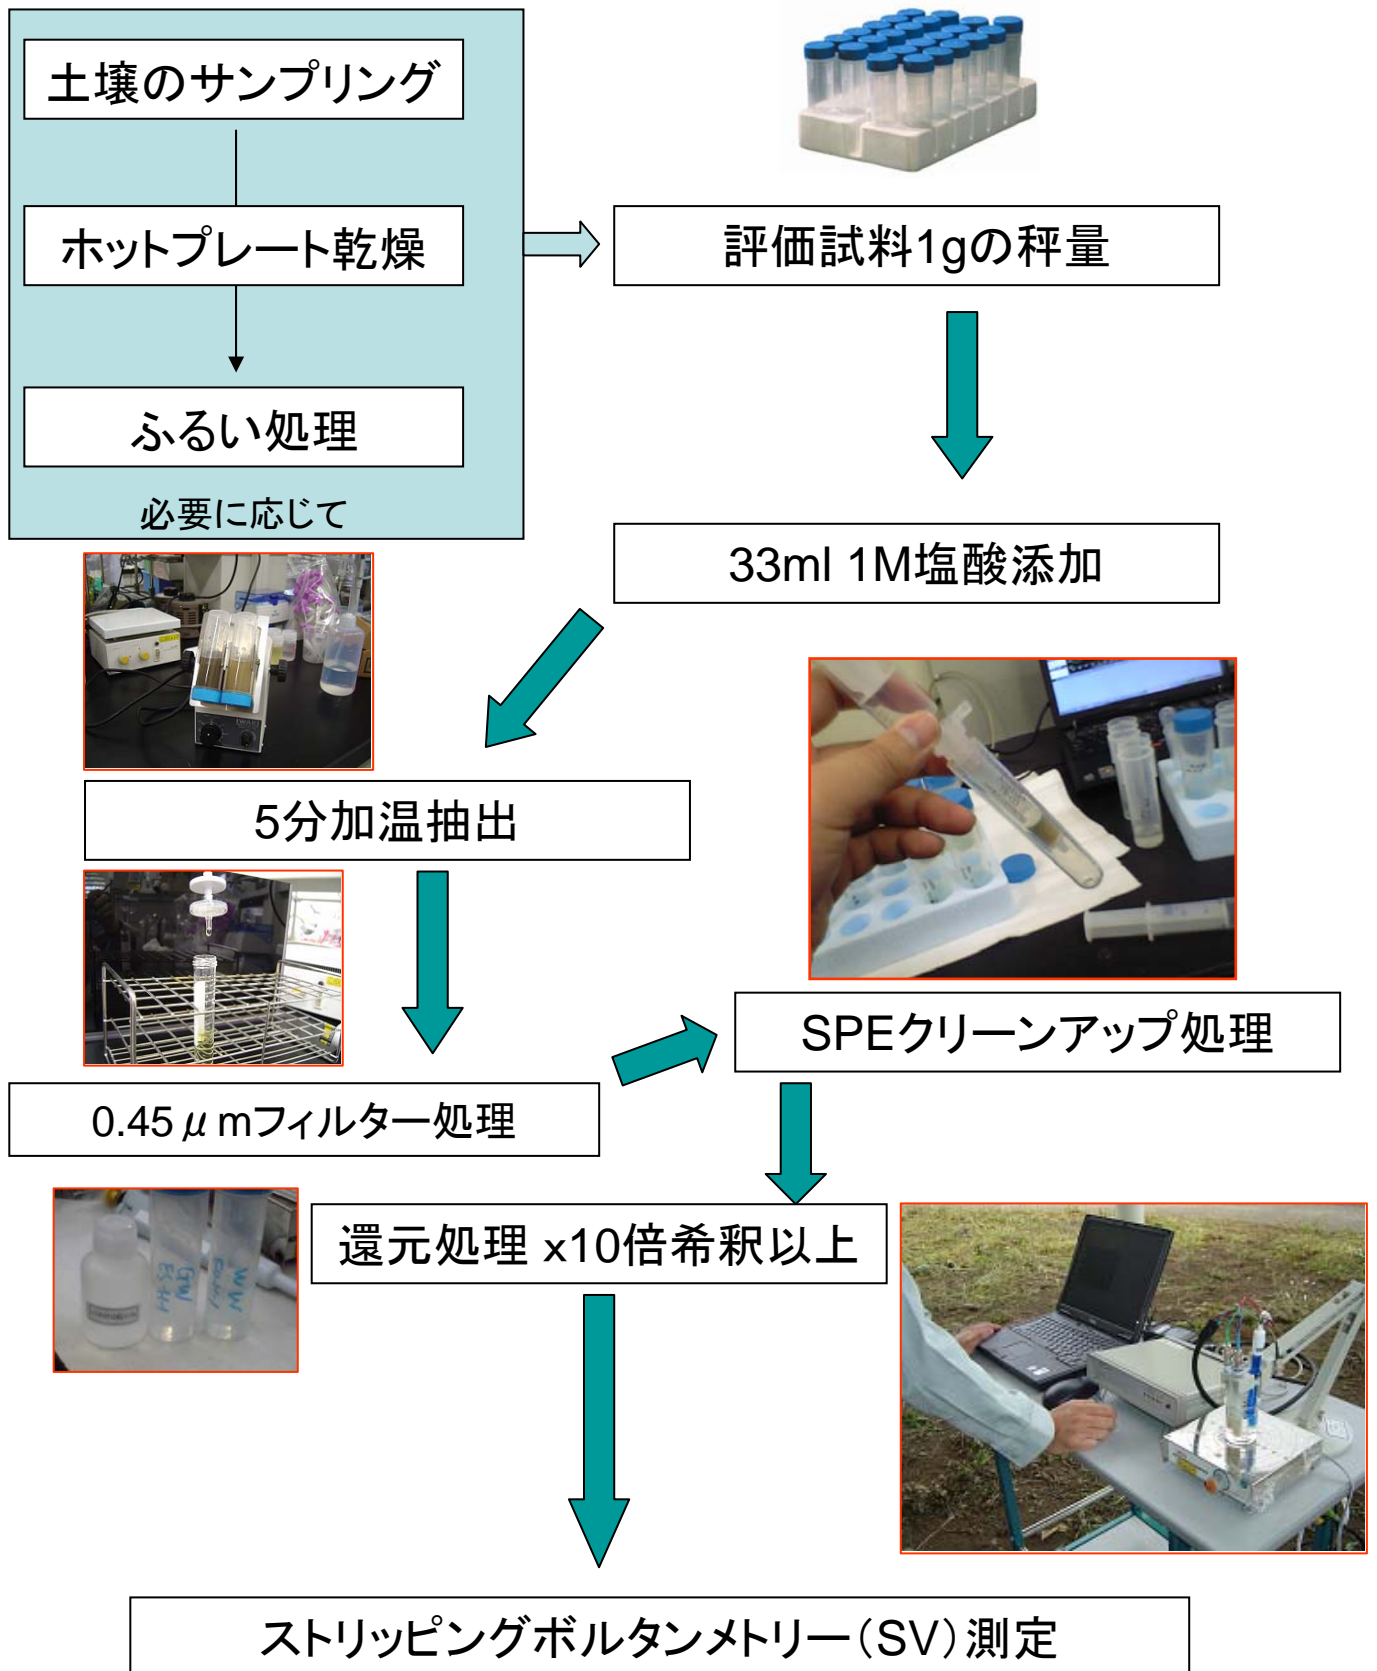 土壌のサンプリング
ホットプレート乾燥
ふるい処理
必要に応じて
評価試料1gの秤量
33ml 1M塩酸添加
5分加温抽出
0.45μmフィルター処理
SPEクリーンアップ処理
還元処理 x10倍希釈以上
GW
WW
ストリッピングボルタンメトリー（SV）測定